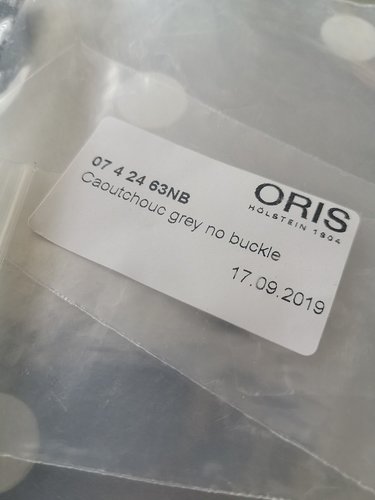 07 4 24 63NB
Caoutchouc grey no buckle
ORIS
HÖLSTEIN 1904
17.09.2019